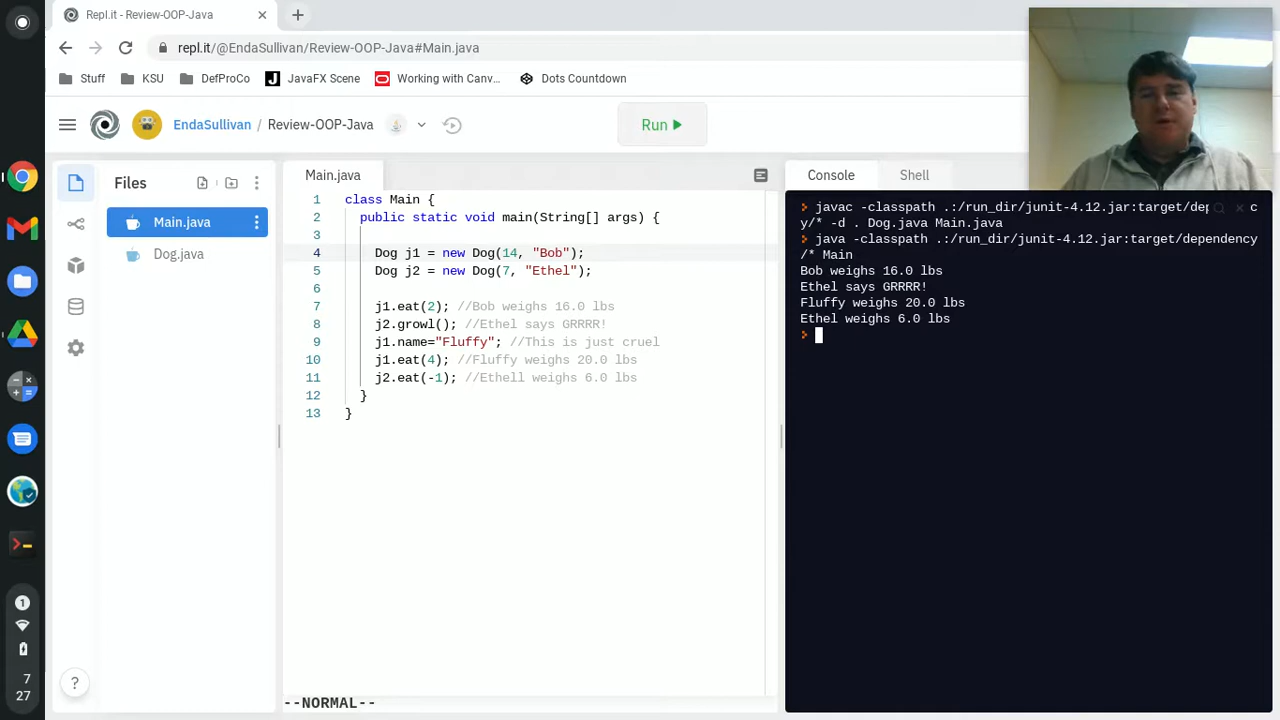 Repl.it - Review-OOP-Java
repl.it/@EndaSullivan/Review-OOP-Java#Main.java
Stuff
KSU
DefProCo
JavaFX Scene
Working with Canv...
Dots Countdown
EndaSullivan / Review-OOP-Java
Run
Files
Main.java
Dog.java
Main.java
1 class Main {
2 public static void main(String[] args) {
3
4 Dog j1 = new Dog(14, "Bob");
5 Dog j2 = new Dog(7, "Ethel");
6
7 j1.eat(2); //Bob weighs 16.0 lbs
8 j2.growl(); //Ethel says GRRRR!
9 j1.name="Fluffy"; //This is just cruel
10 j1.eat(4); //Fluffy weighs 20.0 lbs
11 j2.eat(-1); //Ethell weighs 6.0 lbs
12 }
13 }
--NORMAL--
Console
Shell
javac -classpath .:/run_dir/junit-4.12.jar:target/dep c
y/* -d . Dog.java Main.java
java -classpath .:/run_dir/junit-4.12.jar:target/dependency
/* Main
Bob weighs 16.0 lbs
Ethel says GRRRR!
Fluffy weighs 20.0 lbs
Ethel weighs 6.0 lbs
?
1
7
27